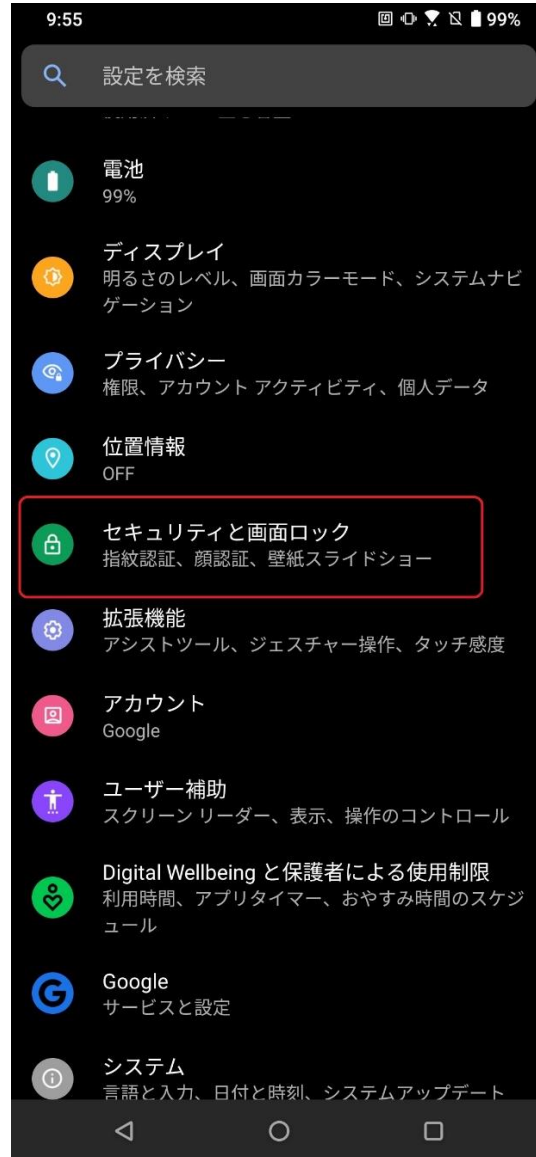 9:55
99%
設定を検索
電池
99%
ディスプレイ
明るさのレベル、画面カラーモード、システムナビ
ゲーション
プライバシー
権限、アカウント アクティビティ、個人データ
位置情報
OFF
セキュリティと画面ロック
指紋認証、顔認証、壁紙スライドショー
拡張機能
アシストツール、ジェスチャー操作、タッチ感度
アカウント
Google
ユーザー補助
スクリーン リーダー、表示、操作のコントロール
Digital Wellbeing と保護者による使用制限
利用時間、アプリタイマー、おやすみ時間のスケジ
ュール
Google
サービスと設定
システム
言語と入力、日付と時刻、システムアップデート